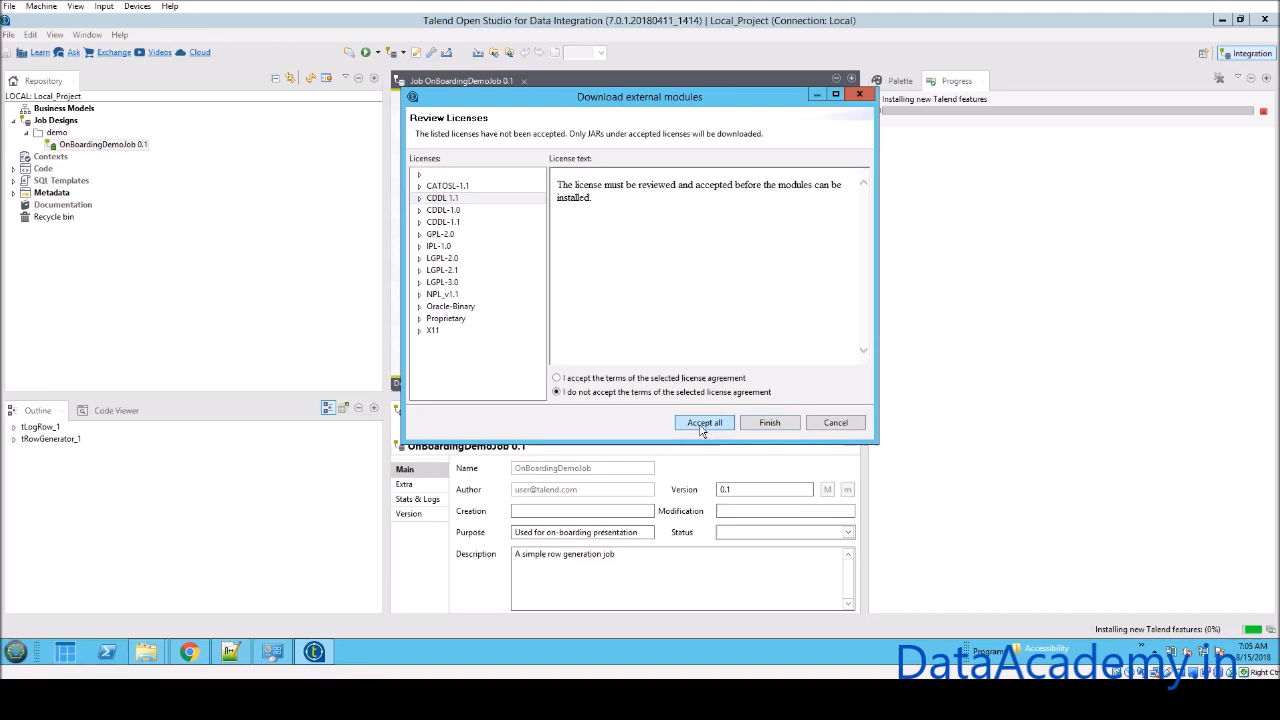 File Machine View Input Devices Help
Talend Open Studio for Data Integration (7.0.1.20180411_1414) | Local_Project (Connection: Local)
File Edit View Window Help
Learn Ask Exchange Videos Cloud
Integration
Repository
Job OnBoardingDemoJob 0.1
Palette Progress
LOCAL: Local_Project
Business Models
Job Designs
demo
OnBoardingDemoJob 0.1
Contexts
Code
SQL Templates
Metadata
Documentation
Recycle bin
Installing new Talend features
Download external modules
Review Licenses
The listed licenses have not been accepted. Only JARs under accepted licenses will be downloaded.
Licenses:
CATOSL-1.1
CDDL 1.1
CDDL-1.0
CDDL-1.1
GPL-2.0
IPL-1.0
LGPL-2.0
LGPL-2.1
LGPL-3.0
NPL_v1.1
Oracle-Binary
Proprietary
X11
License text:
The license must be reviewed and accepted before the modules can be
installed.
I accept the terms of the selected license agreement
I do not accept the terms of the selected license agreement
Accept all Finish Cancel
Outline Code Viewer
tLogRow_1
tRowGenerator_1
OnBoardingDemoJob 0.1
Main
Extra
Stats & Logs
Version
Name OnBoardingDemoJob
Author user@talend.com Version 0.1 M m
Creation Modification
Purpose Used for on-boarding presentation Status
Description A simple row generation job
Installing new Talend features: (0%)
Accessibility
7:05 AM
8/15/2018
DataAcademy.in
Right Ctrl